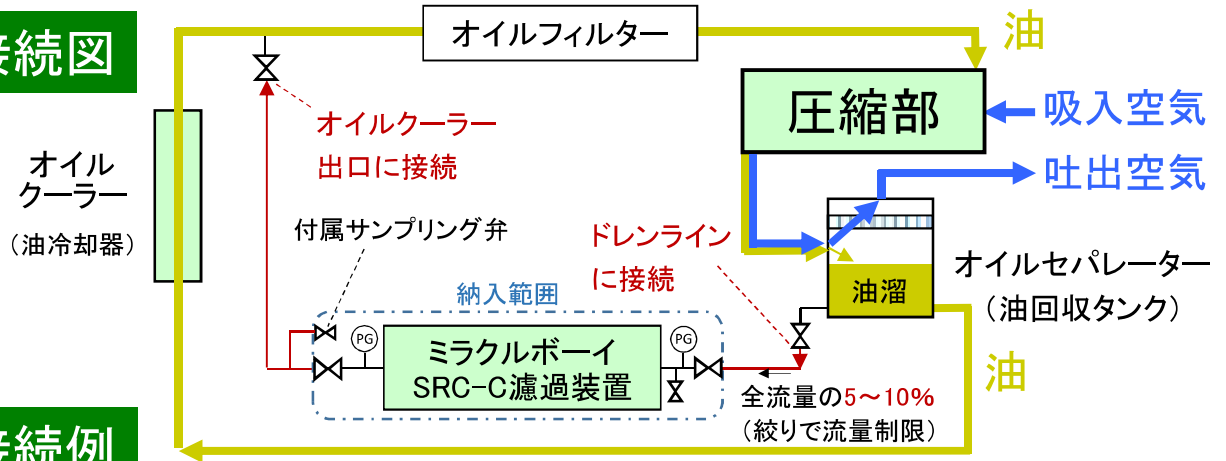 接続図
オイルフィルター
油
圧縮部
吸入空気
吐出空気
オイルクーラー
出口に接続
オイル
クーラー
（油冷却器）
付属サンプリング弁
ドレンライン
に接続
納入範囲
油溜
オイルセパレーター
（油回収タンク）
PG
ミラクルボーイ
SRC-C濾過装置
PG
油
全流量の5～10%
（絞りで流量制限）
接続例